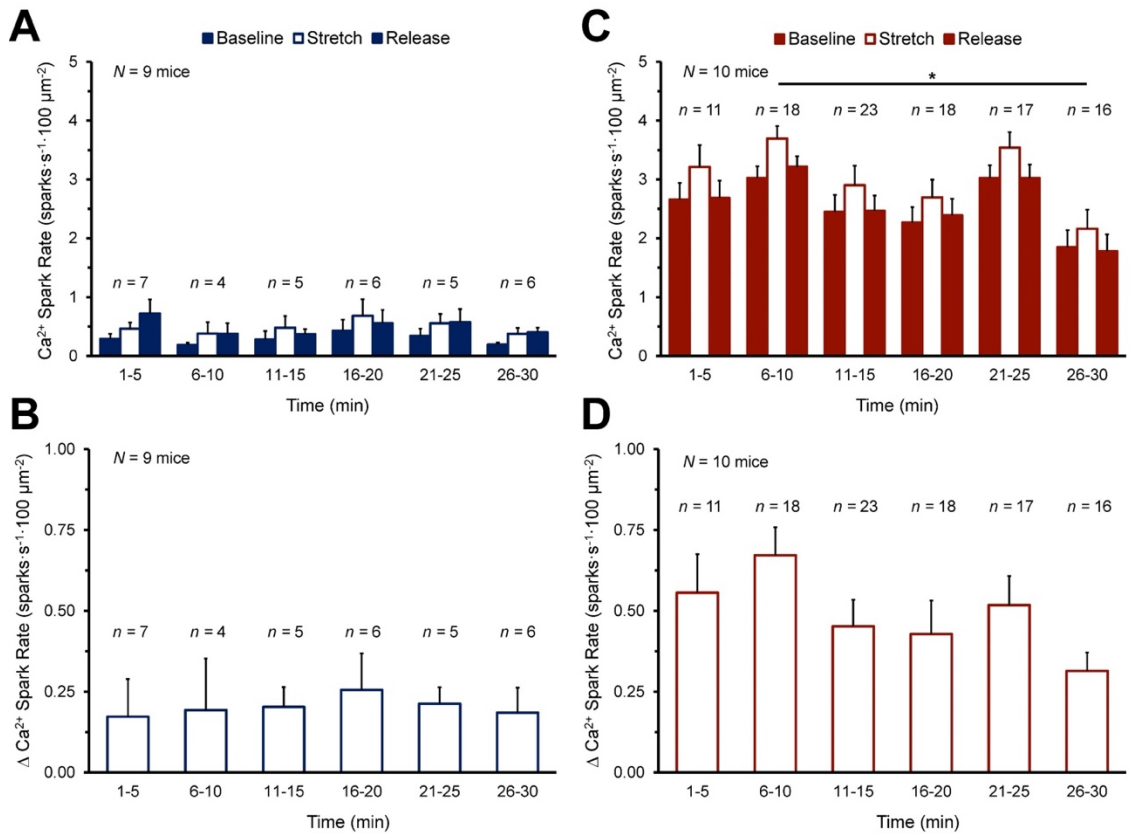 A
Baseline Stretch Release
N = 9 mice
Ca²⁺ Spark Rate (sparks·s⁻¹·100 µm⁻²)
5
4
3
2
1
0
n = 7 n = 4 n = 5 n = 6 n = 5 n = 6
1-5 6-10 11-15 16-20 21-25 26-30
Time (min)
B
N = 9 mice
Δ Ca²⁺ Spark Rate (sparks·s⁻¹·100 µm⁻²)
1.00
0.75
0.50
0.25
0.00
n = 7 n = 4 n = 5 n = 6 n = 5 n = 6
1-5 6-10 11-15 16-20 21-25 26-30
Time (min)
C
Baseline Stretch Release
N = 10 mice
*
Ca²⁺ Spark Rate (sparks·s⁻¹·100 µm⁻²)
5
4
3
2
1
0
n = 11 n = 18 n = 23 n = 18 n = 17 n = 16
1-5 6-10 11-15 16-20 21-25 26-30
Time (min)
D
N = 10 mice
Δ Ca²⁺ Spark Rate (sparks·s⁻¹·100 µm⁻²)
1.00
0.75
0.50
0.25
0.00
n = 11 n = 18 n = 23 n = 18 n = 17 n = 16
1-5 6-10 11-15 16-20 21-25 26-30
Time (min)